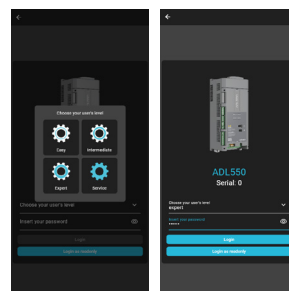 Choose your user's level
Easy
Intermediate
Expert
Service
Choose your user's level
Insert your password
Login
Login as readonly
ADL550
Serial: 0
Choose your user's level
expert
Insert your password
Login
Login as readonly